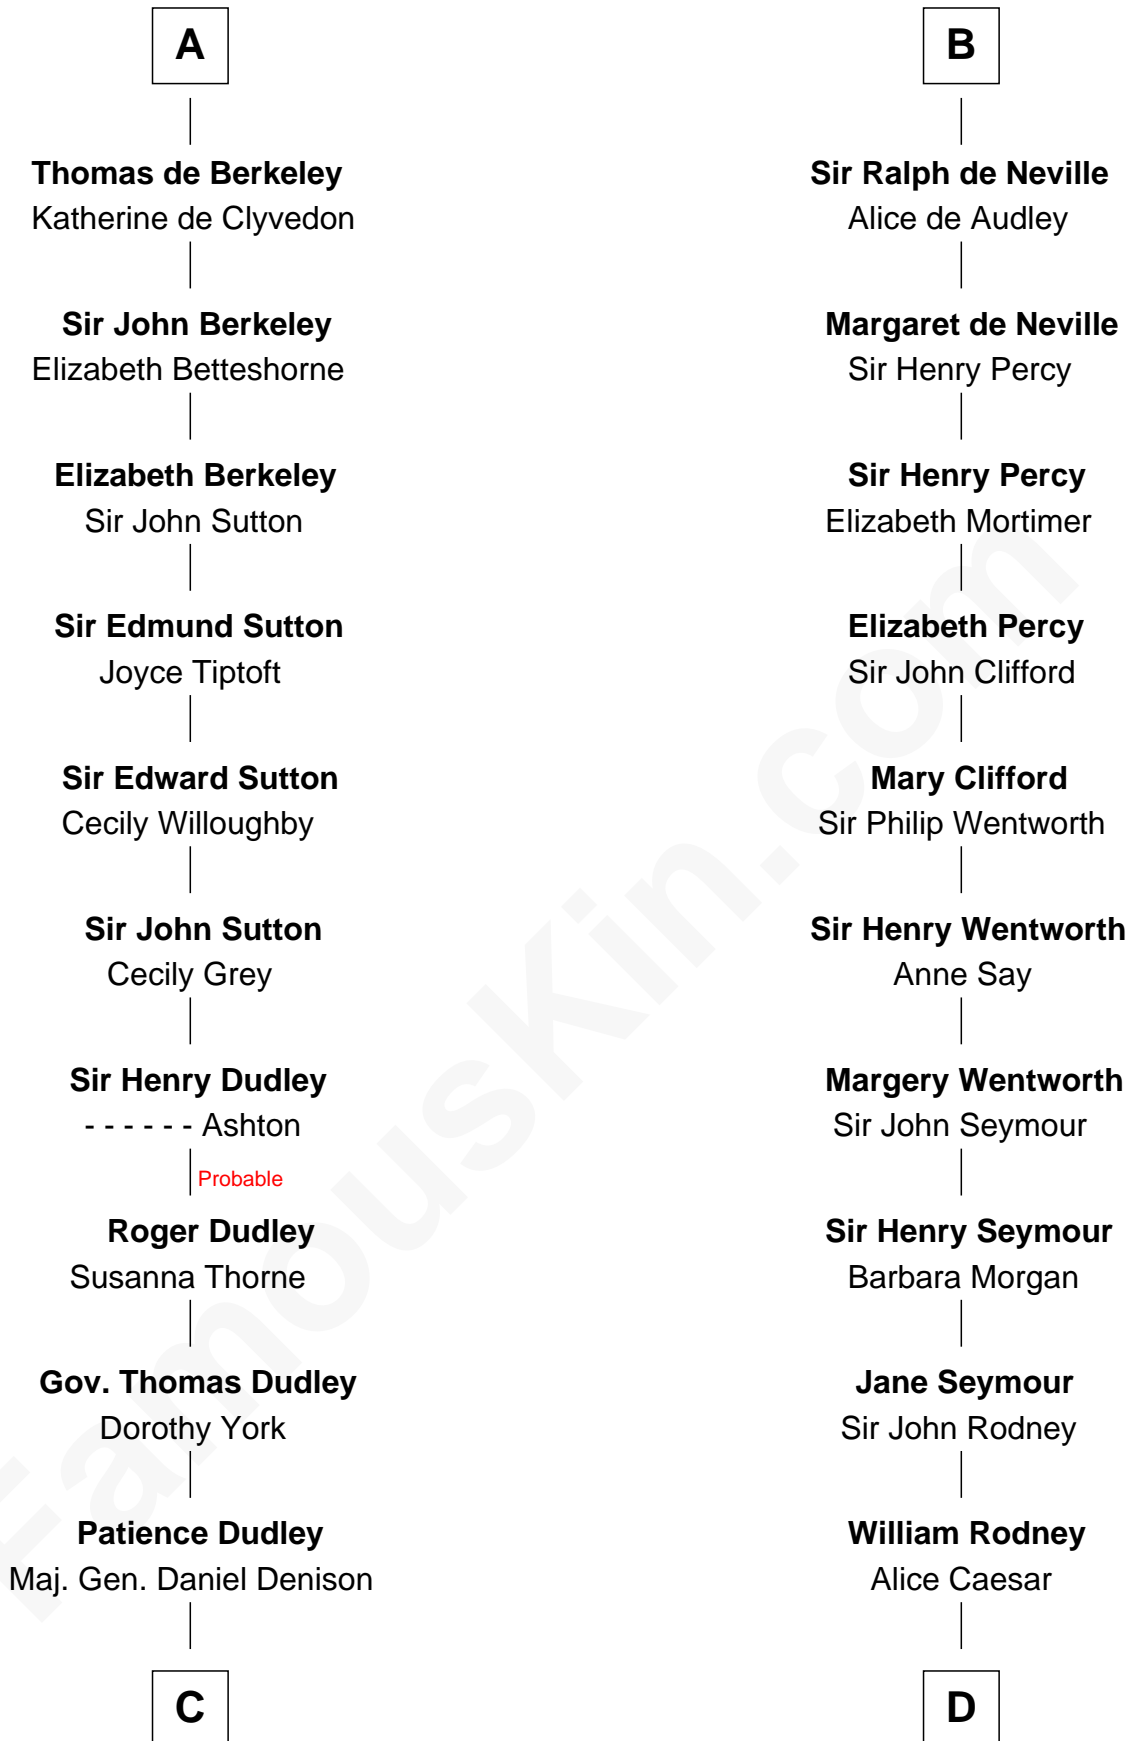 A
Thomas de Berkeley
Katherine de Clyvedon
Sir John Berkeley
Elizabeth Betteshorne
Elizabeth Berkeley
Sir John Sutton
Sir Edmund Sutton
Joyce Tiptoft
Sir Edward Sutton
Cecily Willoughby
Sir John Sutton
Cecily Grey
Sir Henry Dudley
- - - - - - Ashton
Probable
Roger Dudley
Susanna Thorne
Gov. Thomas Dudley
Dorothy York
Patience Dudley
Maj. Gen. Daniel Denison
C
B
Sir Ralph de Neville
Alice de Audley
Margaret de Neville
Sir Henry Percy
Sir Henry Percy
Elizabeth Mortimer
Elizabeth Percy
Sir John Clifford
Mary Clifford
Sir Philip Wentworth
Sir Henry Wentworth
Anne Say
Margery Wentworth
Sir John Seymour
Sir Henry Seymour
Barbara Morgan
Jane Seymour
Sir John Rodney
William Rodney
Alice Caesar
D
FamousKin.com